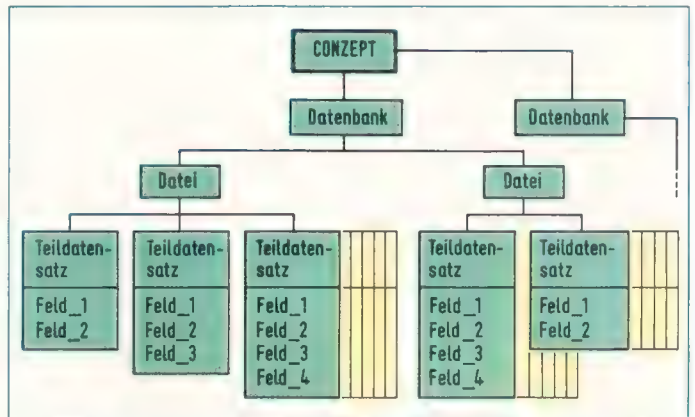 CONZEPT
Datenbank
Datenbank
Datei
Datei
Teildaten-
satz
Feld_1
Feld_2
Teildaten-
satz
Feld_1
Feld_2
Feld_3
Teildaten-
satz
Feld_1
Feld_2
Feld_3
Feld_4
Teildaten-
satz
Feld_1
Feld_2
Feld_3
Feld_4
Teildaten-
satz
Feld_1
Feld_2